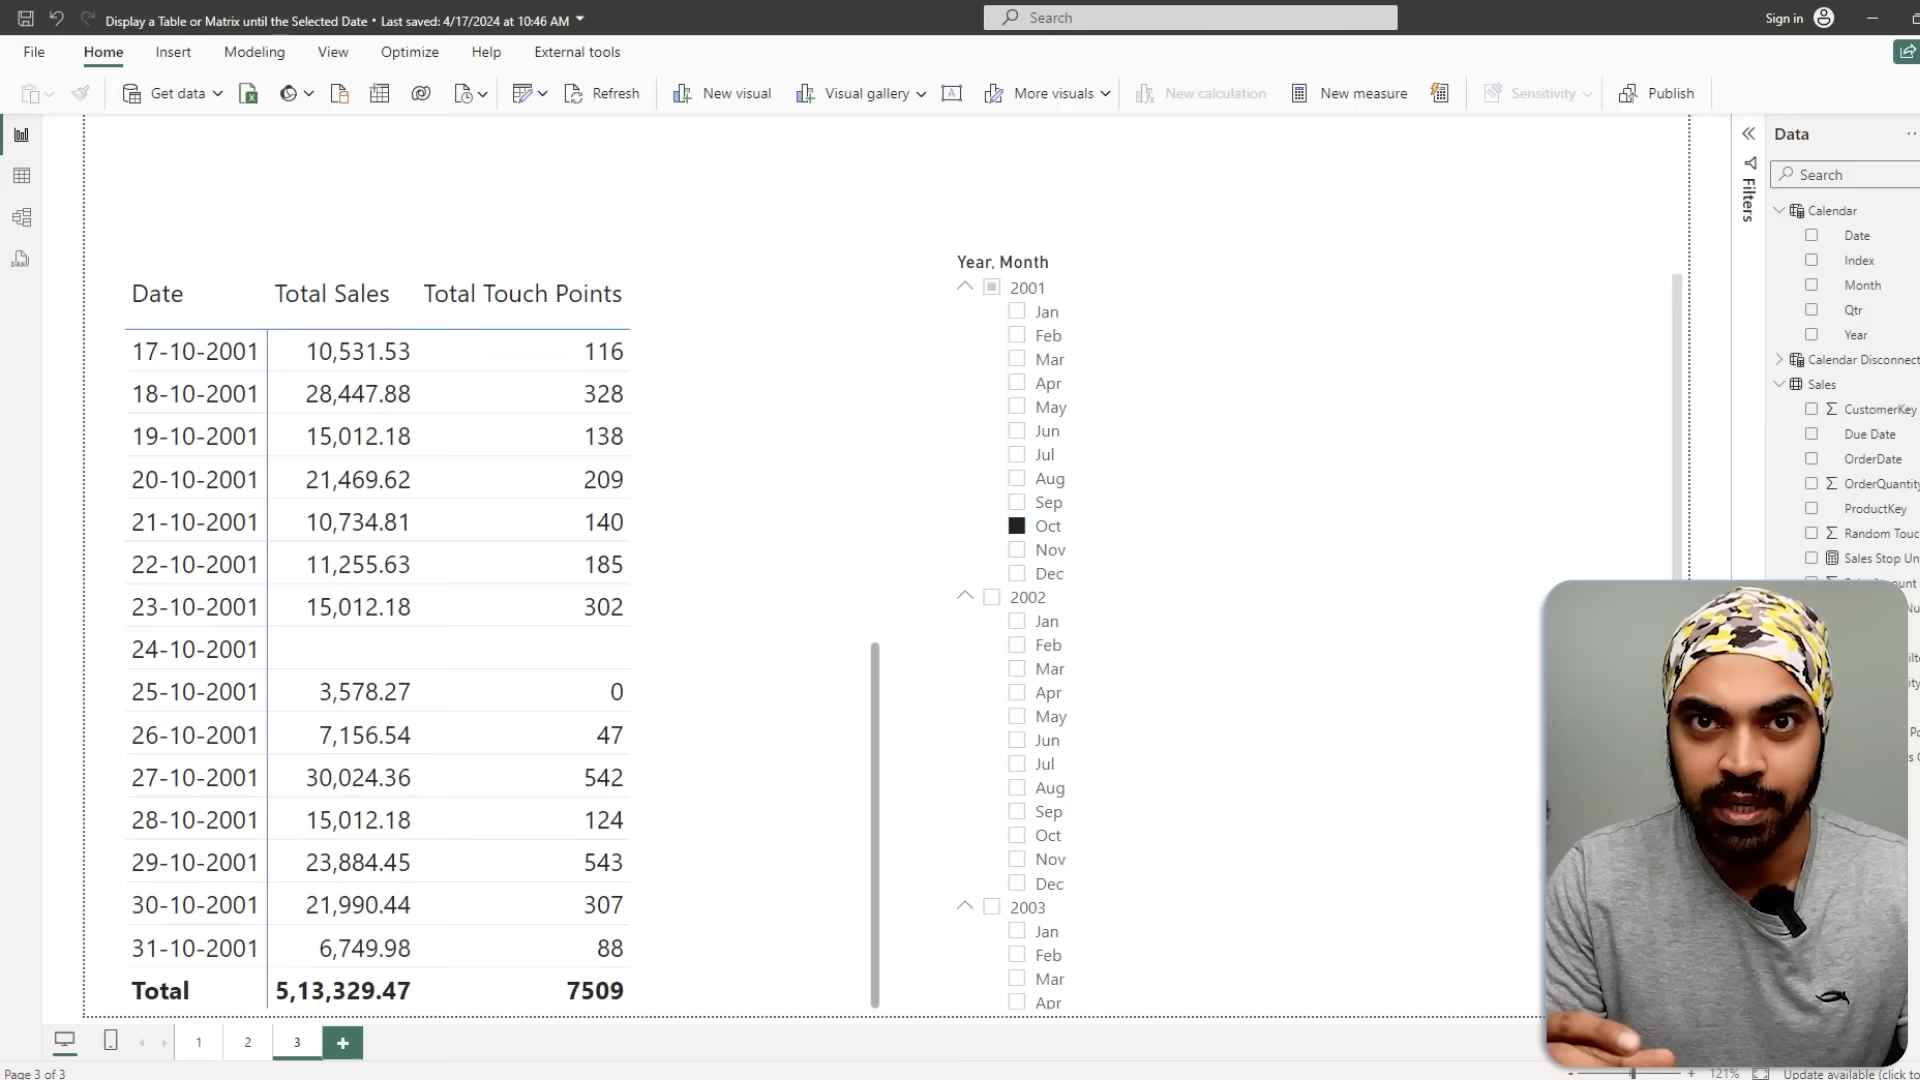 Display a Table or Matrix until the Selected Date • Last saved: 4/17/2024 at 10:46 AM
Search
Sign in
File Home Insert Modeling View Optimize Help External tools
Get data Refresh New visual Visual gallery More visuals New calculation New measure Sensitivity Publish
Date Total Sales Total Touch Points
17-10-2001 10,531.53 116
18-10-2001 28,447.88 328
19-10-2001 15,012.18 138
20-10-2001 21,469.62 209
21-10-2001 10,734.81 140
22-10-2001 11,255.63 185
23-10-2001 15,012.18 302
24-10-2001
25-10-2001 3,578.27 0
26-10-2001 7,156.54 47
27-10-2001 30,024.36 542
28-10-2001 15,012.18 124
29-10-2001 23,884.45 543
30-10-2001 21,990.44 307
31-10-2001 6,749.98 88
Total 5,13,329.47 7509
Year, Month
2001
Jan
Feb
Mar
Apr
May
Jun
Jul
Aug
Sep
Oct
Nov
Dec
2002
Jan
Feb
Mar
Apr
May
Jun
Jul
Aug
Sep
Oct
Nov
Dec
2003
Jan
Feb
Mar
Apr
Filters
Data
Search
Calendar
Date
Index
Month
Qtr
Year
Calendar Disconnect
Sales
CustomerKey
Due Date
OrderDate
OrderQuantity
ProductKey
Random Touc
Sales Stop Un
1 2 3
Page 3 of 3
121%
Update available (click to